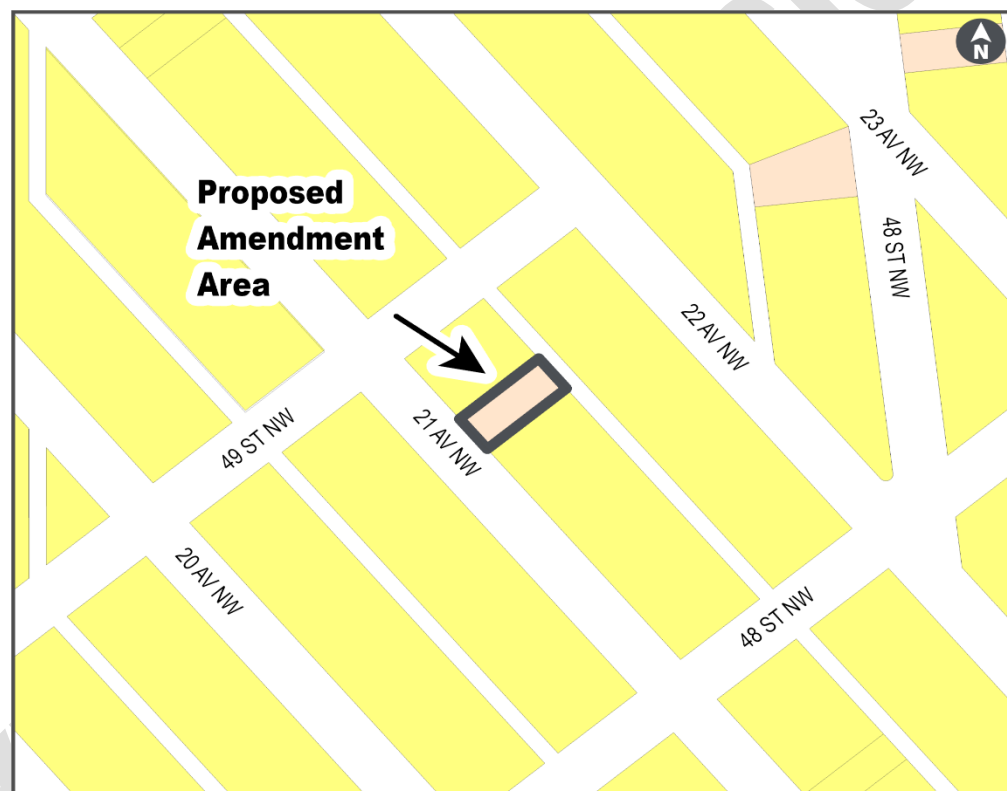 N
23 AV NW
Proposed
Amendment
Area
48 ST NW
22 AV NW
49 ST NW
21 AV NW
20 AV NW
48 ST NW